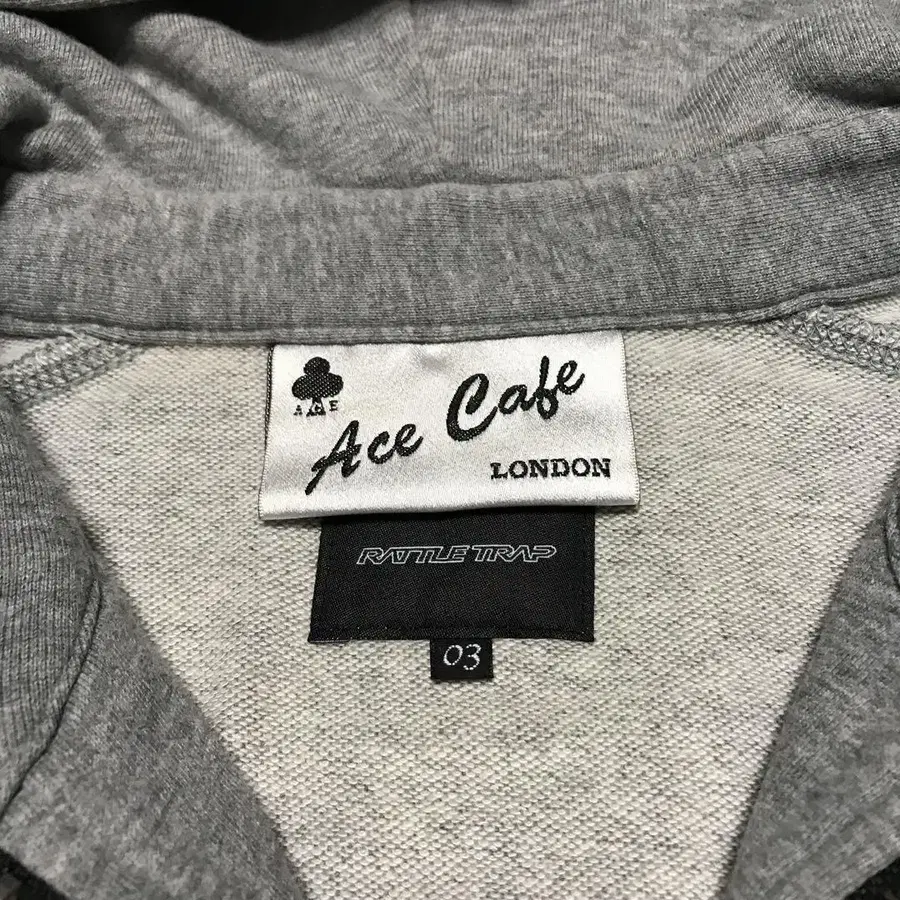 ACE
Ace Cafe
LONDON
RATTLE TRAP
03